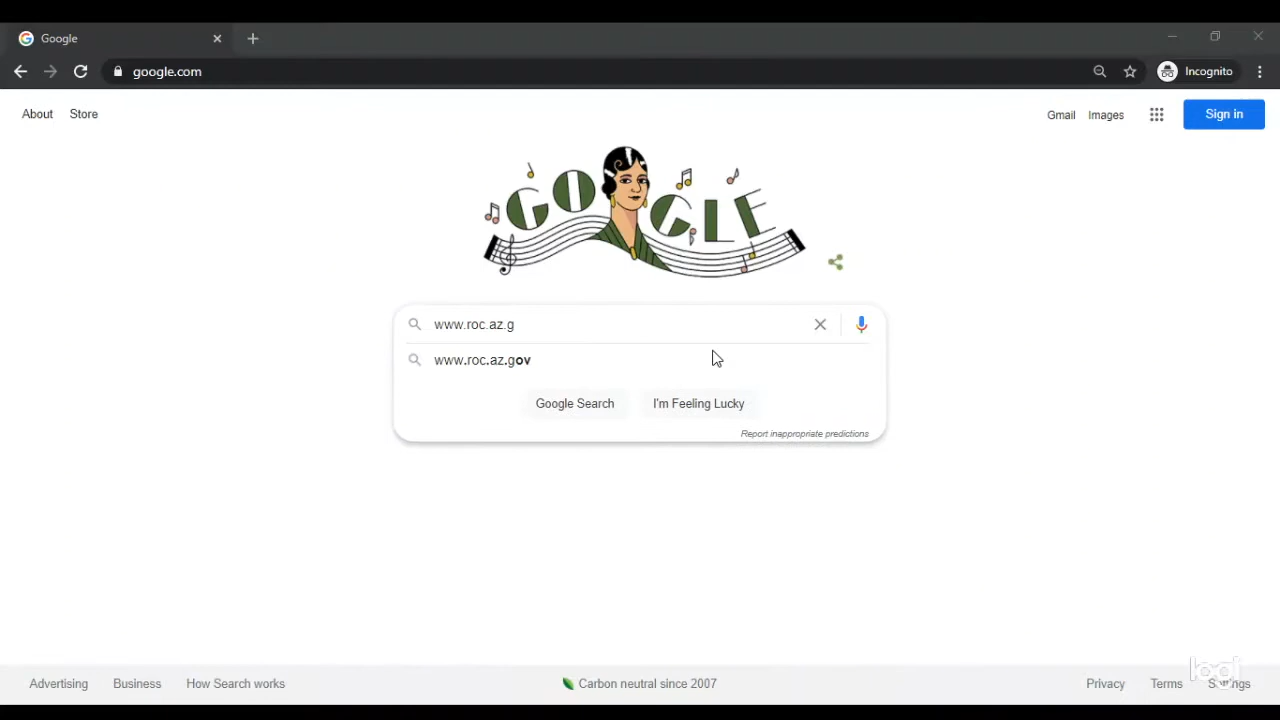 Google
google.com
Incognito
About Store
Gmail Images
Sign in
GOOGLE
www.roc.az.g
www.roc.az.gov
Google Search
I'm Feeling Lucky
Report inappropriate predictions
logi
Advertising Business How Search works
Carbon neutral since 2007
Privacy Terms Settings